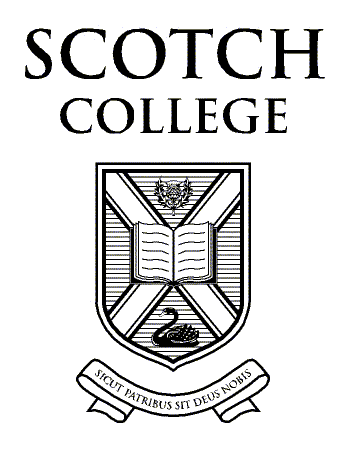 SCOTCH
COLLEGE
SICUT PATRIBUS SIT DEUS NOBIS